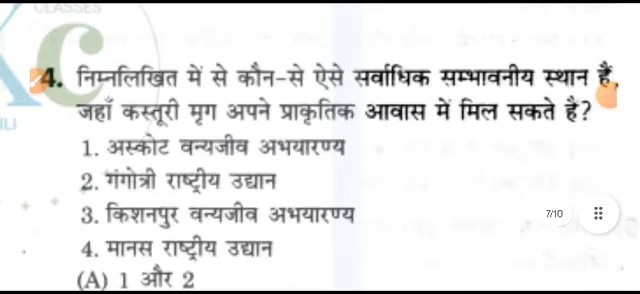 CLASSES
4. निम्नलिखित में से कौन-से ऐसे सर्वाधिक सम्भावनीय स्थान हैं,
जहाँ कस्तूरी मृग अपने प्राकृतिक आवास में मिल सकते है?
1. अस्कोट वन्यजीव अभयारण्य
2. गंगोत्री राष्ट्रीय उद्यान
3. किशनपुर वन्यजीव अभयारण्य
7/10
4. मानस राष्ट्रीय उद्यान
(A) 1 और 2